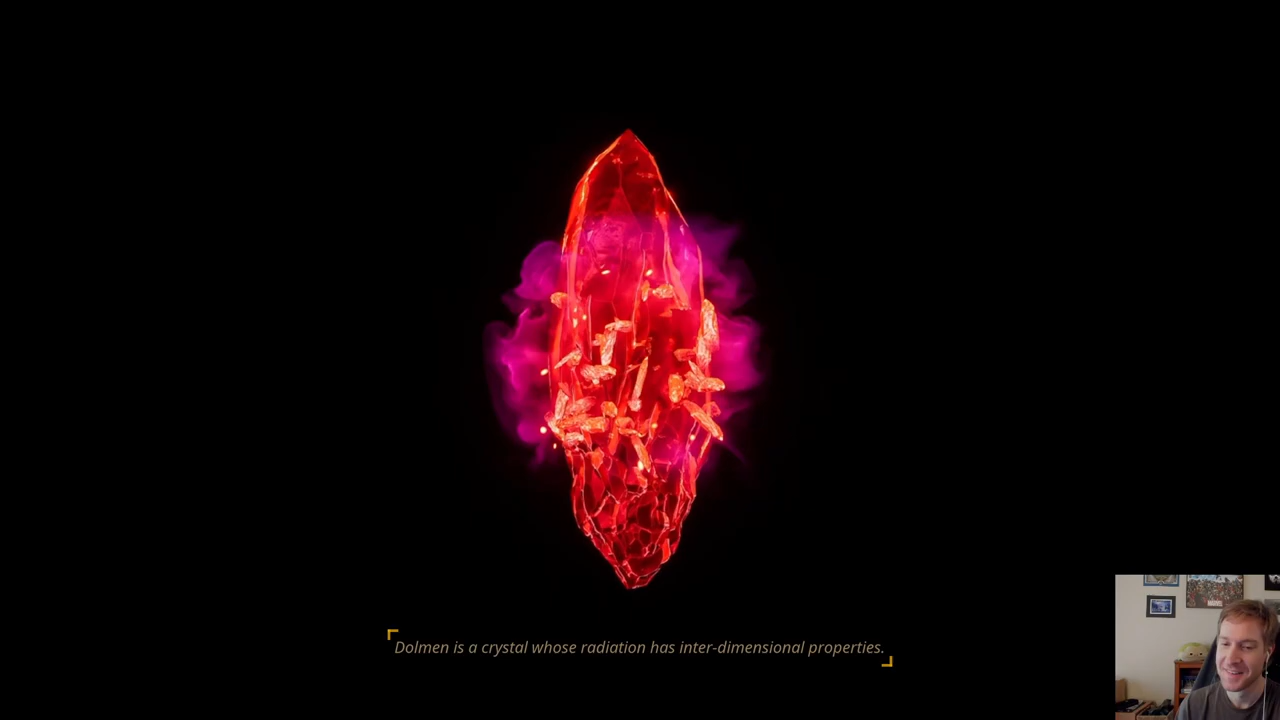 Dolmen is a crystal whose radiation has inter-dimensional properties.